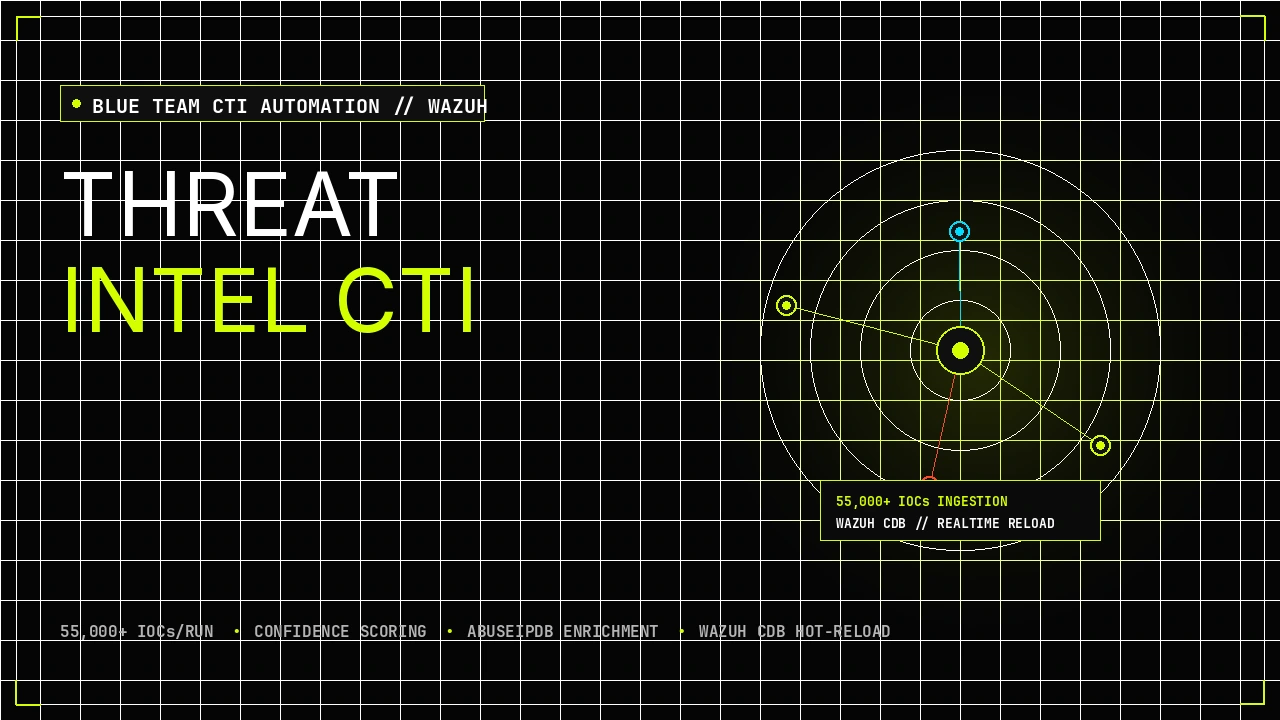 BLUE TEAM CTI AUTOMATION // WAZUH
THREAT
INTEL CTI
55,000+ IOCs INGESTION
WAZUH CDB // REALTIME RELOAD
55,000+ IOCs/RUN • CONFIDENCE SCORING • ABUSEIPDB ENRICHMENT • WAZUH CDB HOT-RELOAD